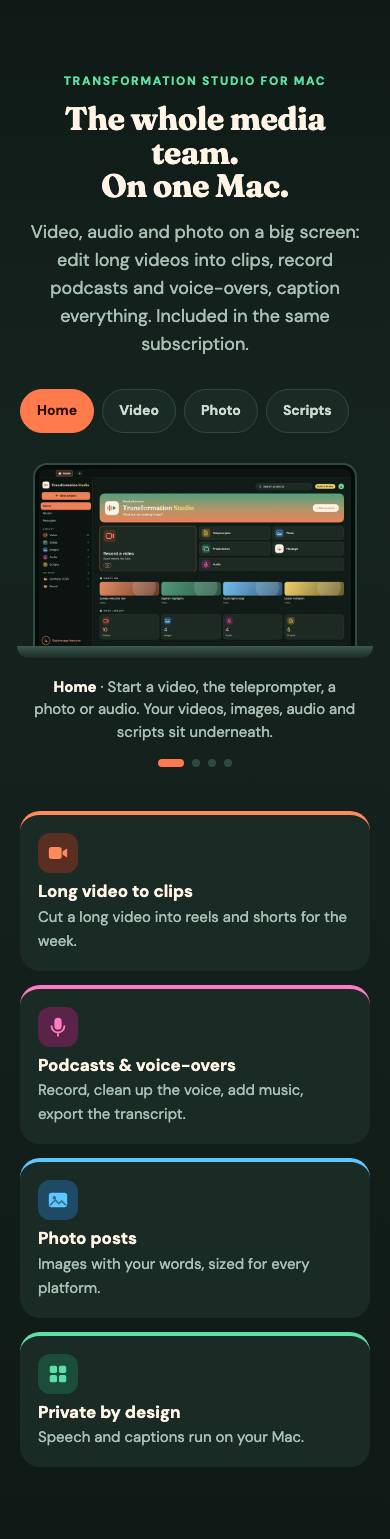 TRANSFORMATION STUDIO FOR MAC
The whole media
team.
On one Mac.
Video, audio and photo on a big screen:
edit long videos into clips, record
podcasts and voice-overs, caption
everything. Included in the same
subscription.
Home
Video
Photo
Scripts
Transformation Studio
Transformation Studio
Record a video
Home · Start a video, the teleprompter, a
photo or audio. Your videos, images, audio and
scripts sit underneath.
Long video to clips
Cut a long video into reels and shorts for the
week.
Podcasts & voice-overs
Record, clean up the voice, add music,
export the transcript.
Photo posts
Images with your words, sized for every
platform.
Private by design
Speech and captions run on your Mac.